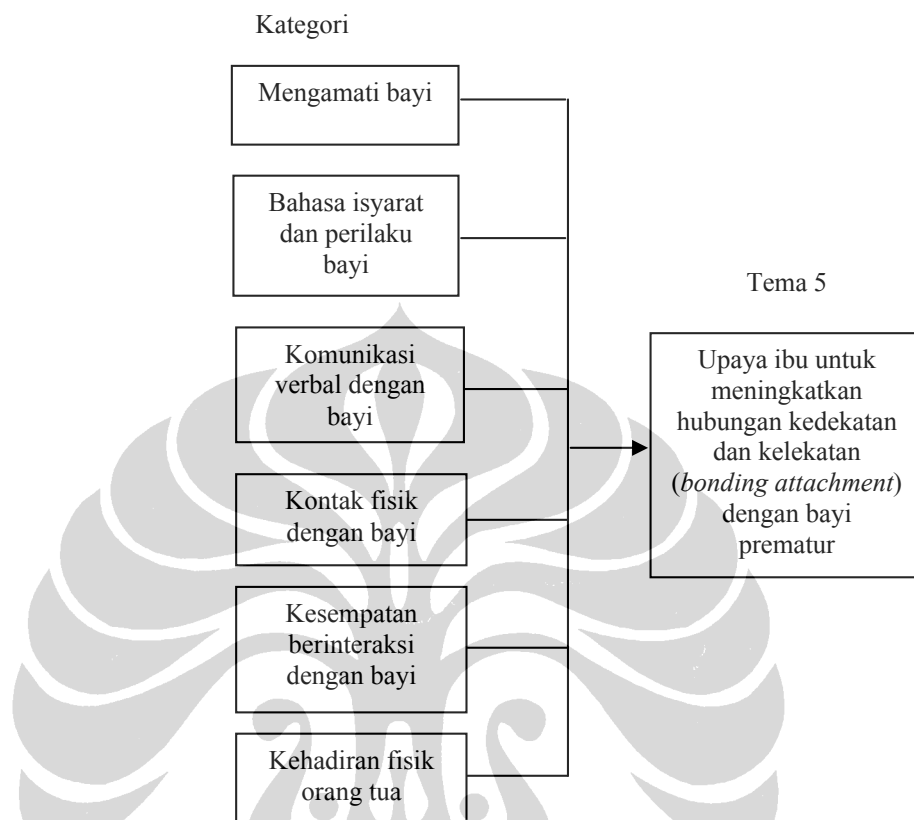 Kategori
Mengamati bayi
Bahasa isyarat
dan perilaku
bayi
Komunikasi
verbal dengan
bayi
Kontak fisik
dengan bayi
Kesempatan
berinteraksi
dengan bayi
Kehadiran fisik
orang tua
Tema 5
Upaya ibu untuk
meningkatkan
hubungan kedekatan
dan kelekatan
(bonding attachment)
dengan bayi
prematur